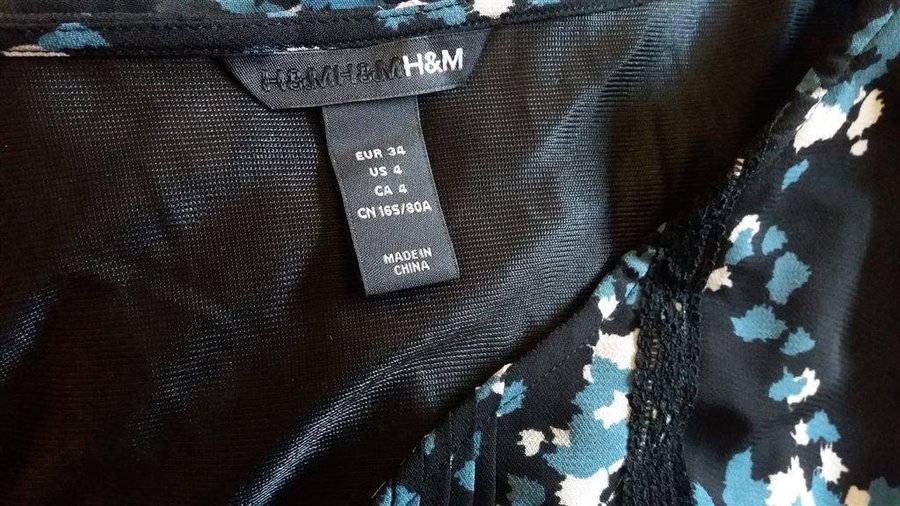 H&MH&MH&M
EUR 34
US 4
CA 4
CN 165/80A
MADE IN
CHINA